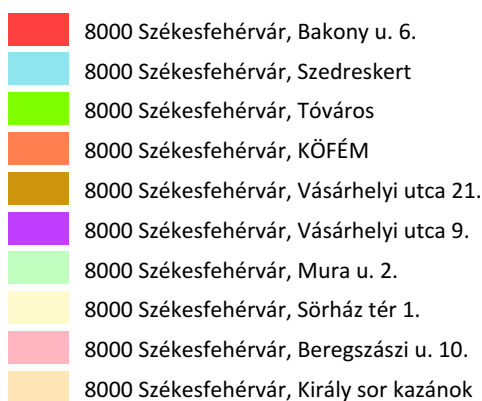 8000 Székesfehérvár, Bakony u. 6.
8000 Székesfehérvár, Szedreskert
8000 Székesfehérvár, Tóváros
8000 Székesfehérvár, KÖFÉM
8000 Székesfehérvár, Vásárhelyi utca 21.
8000 Székesfehérvár, Vásárhelyi utca 9.
8000 Székesfehérvár, Mura u. 2.
8000 Székesfehérvár, Sörház tér 1.
8000 Székesfehérvár, Beregszászi u. 10.
8000 Székesfehérvár, Király sor kazánok